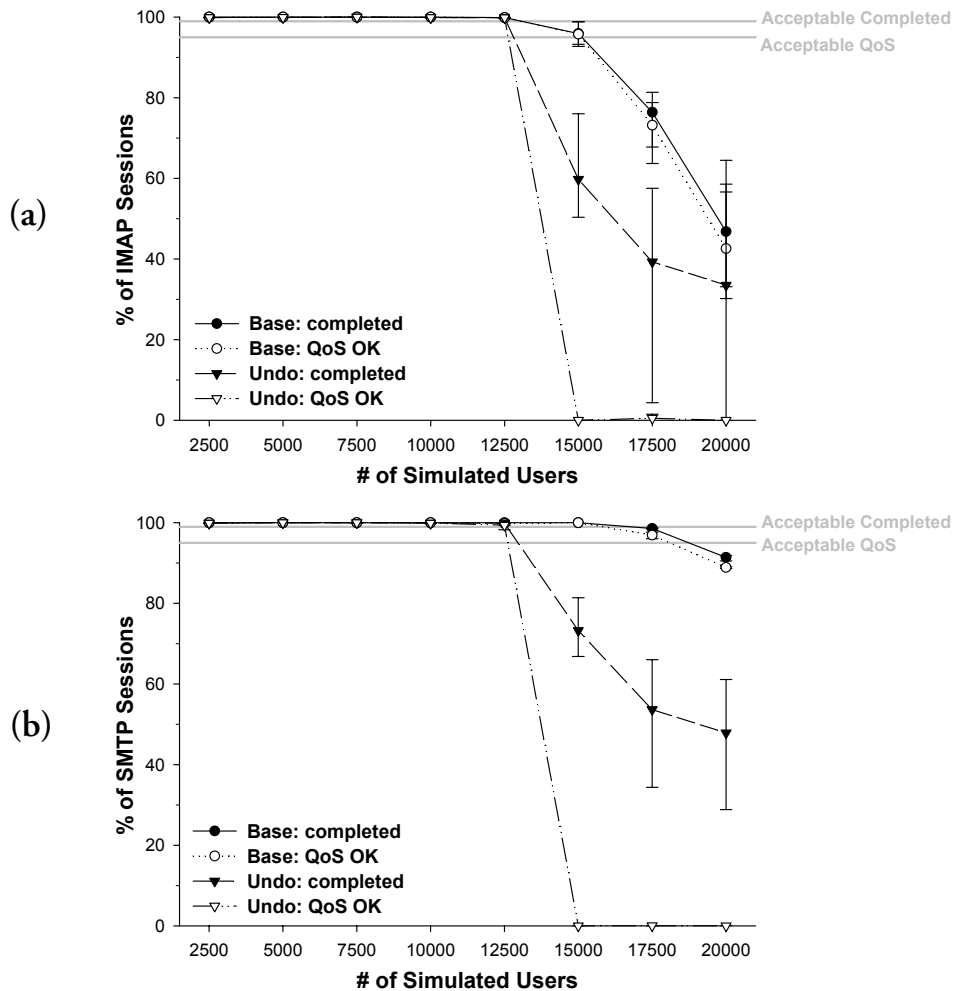 (a)
% of IMAP Sessions
100
80
60
40
20
0
Acceptable Completed
Acceptable QoS
Base: completed
Base: QoS OK
Undo: completed
Undo: QoS OK
2500 5000 7500 10000 12500 15000 17500 20000
# of Simulated Users
(b)
% of SMTP Sessions
100
80
60
40
20
0
Acceptable Completed
Acceptable QoS
Base: completed
Base: QoS OK
Undo: completed
Undo: QoS OK
2500 5000 7500 10000 12500 15000 17500 20000
# of Simulated Users